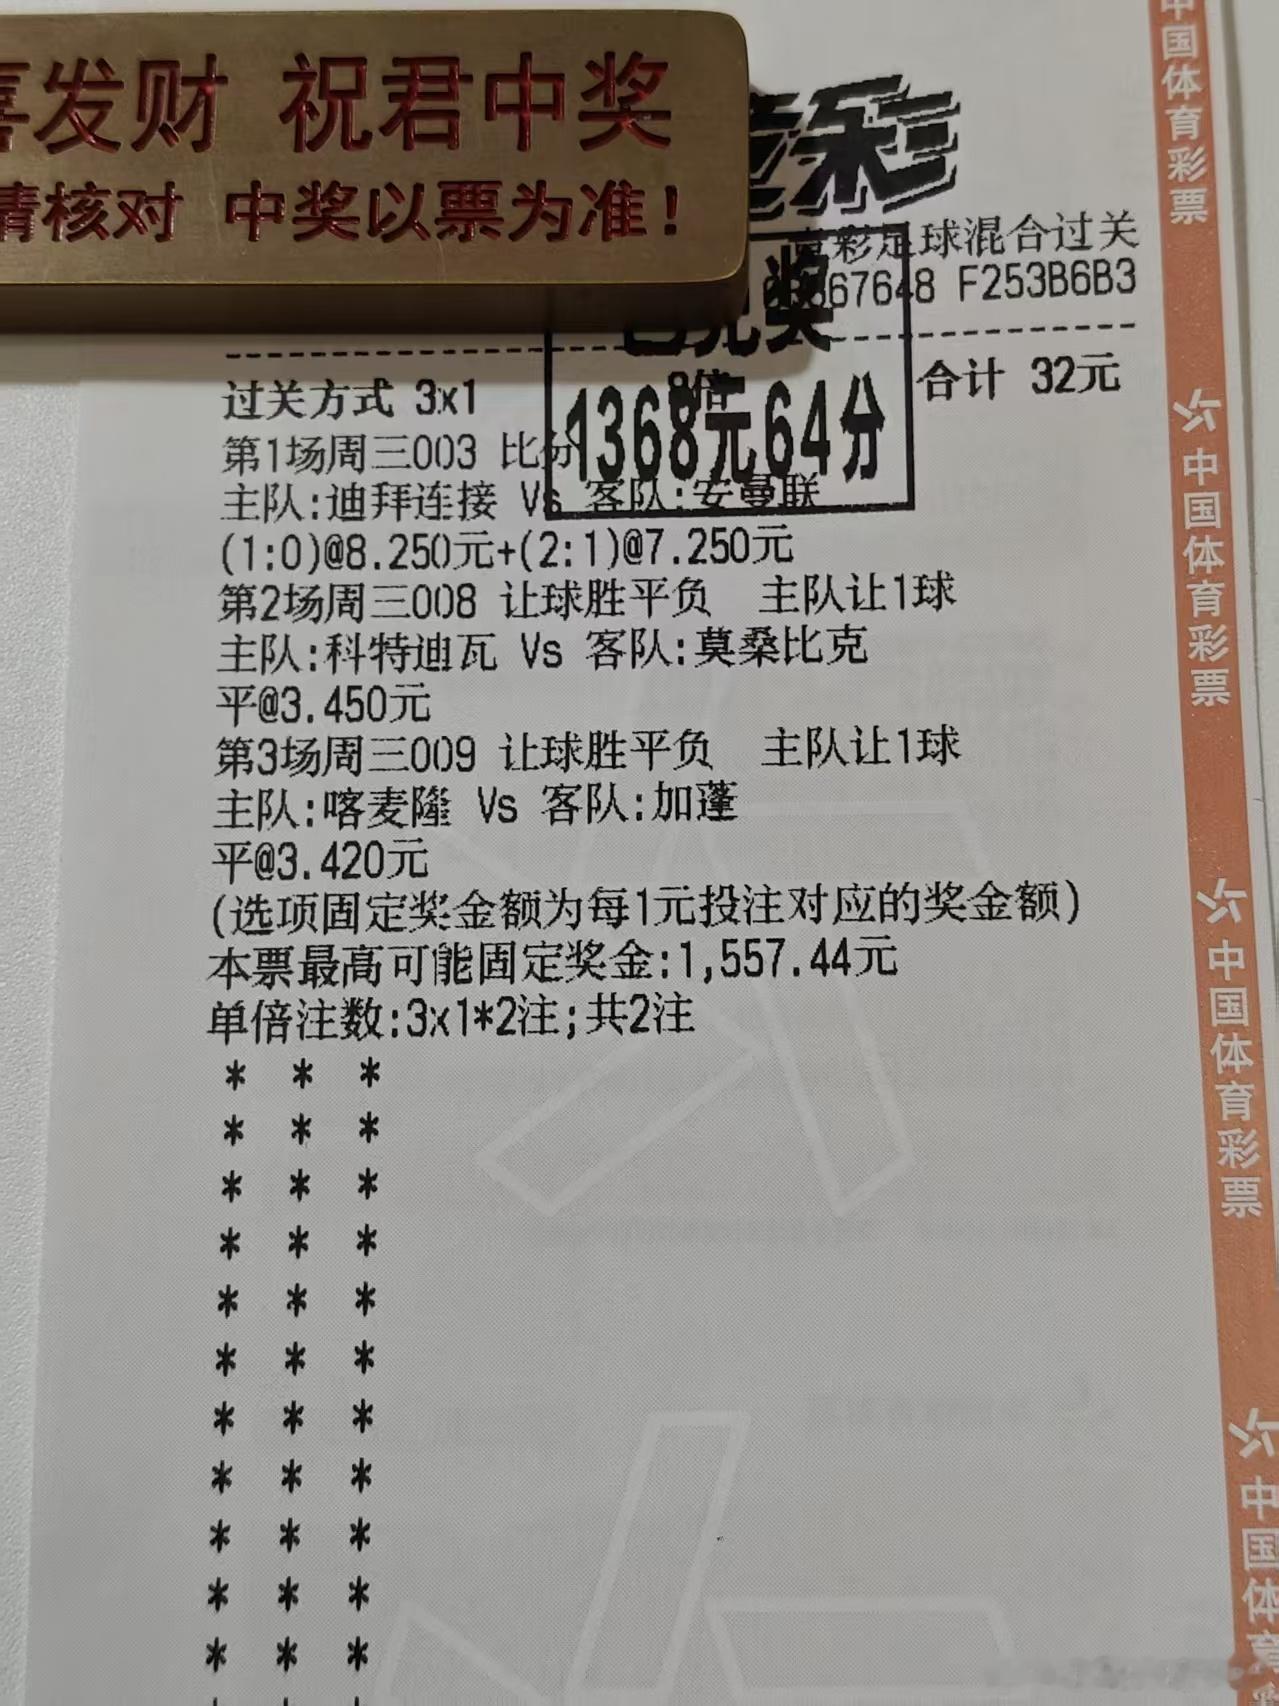 喜发财 祝君中奖
请核对 中奖以票为准！
竞彩
竞彩足球混合过关
67648 F253B6B3
已兑奖
1368元64分
过关方式 3x1 8倍 合计 32元
第1场周三003 比分
主队:迪拜连接 Vs 客队:安曼联
(1:0)@8.250元+(2:1)@7.250元
第2场周三008 让球胜平负 主队让1球
主队:科特迪瓦 Vs 客队:莫桑比克
平@3.450元
第3场周三009 让球胜平负 主队让1球
主队:喀麦隆 Vs 客队:加蓬
平@3.420元
(选项固定奖金额为每1元投注对应的奖金额)
本票最高可能固定奖金:1,557.44元
单倍注数:3x1*2注;共2注
* * *
* * *
* * *
* * *
* * *
* * *
* * *
* * *
* * *
* * *
* * *
中国体育彩票
中国体育彩票
中国体育彩票
中国体育